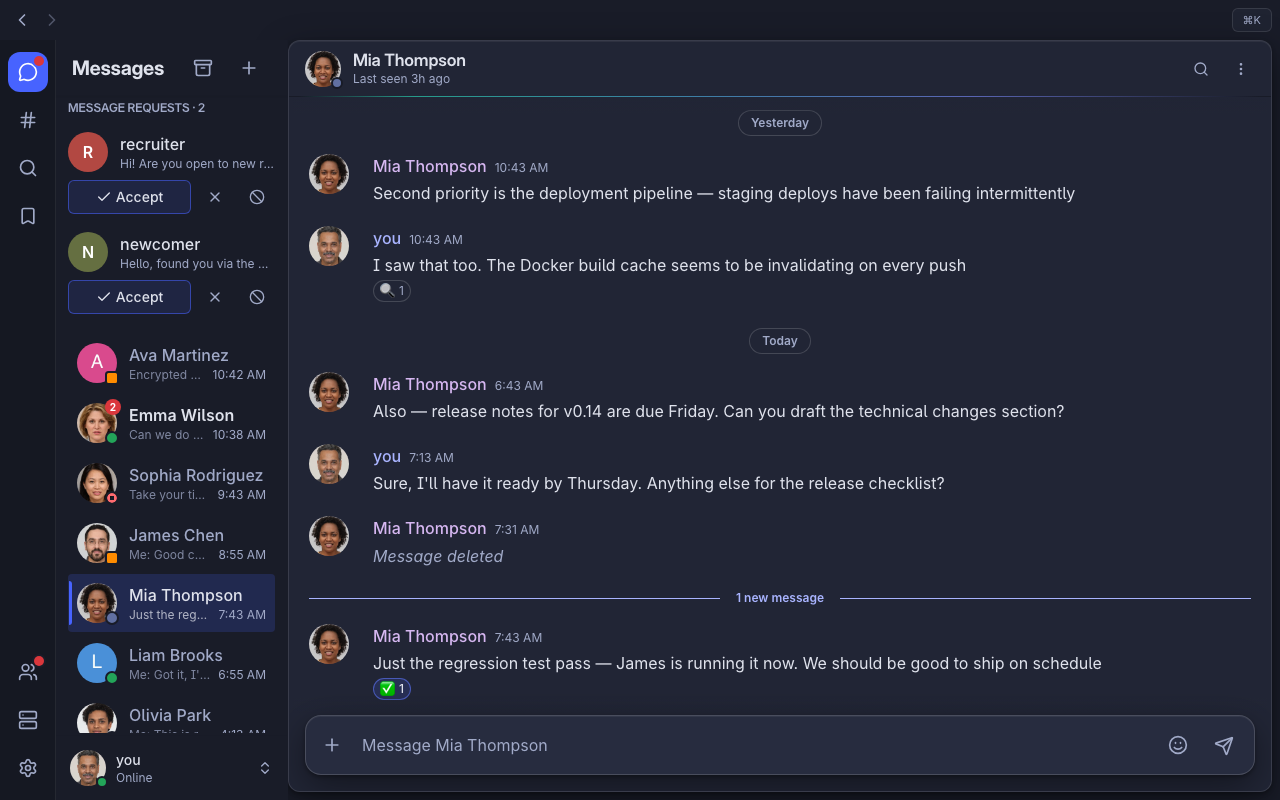 ⌘K
Messages
MESSAGE REQUESTS · 2
R
recruiter
Hi! Are you open to new r...
Accept
N
newcomer
Hello, found you via the ...
Accept
A
Ava Martinez
Encrypted ... 10:42 AM
2
Emma Wilson
Can we do ... 10:38 AM
Sophia Rodriguez
Take your ti... 9:43 AM
James Chen
Me: Good c... 8:55 AM
Mia Thompson
Just the reg... 7:43 AM
L
Liam Brooks
Me: Got it, I'... 6:55 AM
Olivia Park
you
Online
Mia Thompson
Last seen 3h ago
Yesterday
Mia Thompson 10:43 AM
Second priority is the deployment pipeline — staging deploys have been failing intermittently
you 10:43 AM
I saw that too. The Docker build cache seems to be invalidating on every push
1
Today
Mia Thompson 6:43 AM
Also — release notes for v0.14 are due Friday. Can you draft the technical changes section?
you 7:13 AM
Sure, I'll have it ready by Thursday. Anything else for the release checklist?
Mia Thompson 7:31 AM
Message deleted
1 new message
Mia Thompson 7:43 AM
Just the regression test pass — James is running it now. We should be good to ship on schedule
✅ 1
Message Mia Thompson